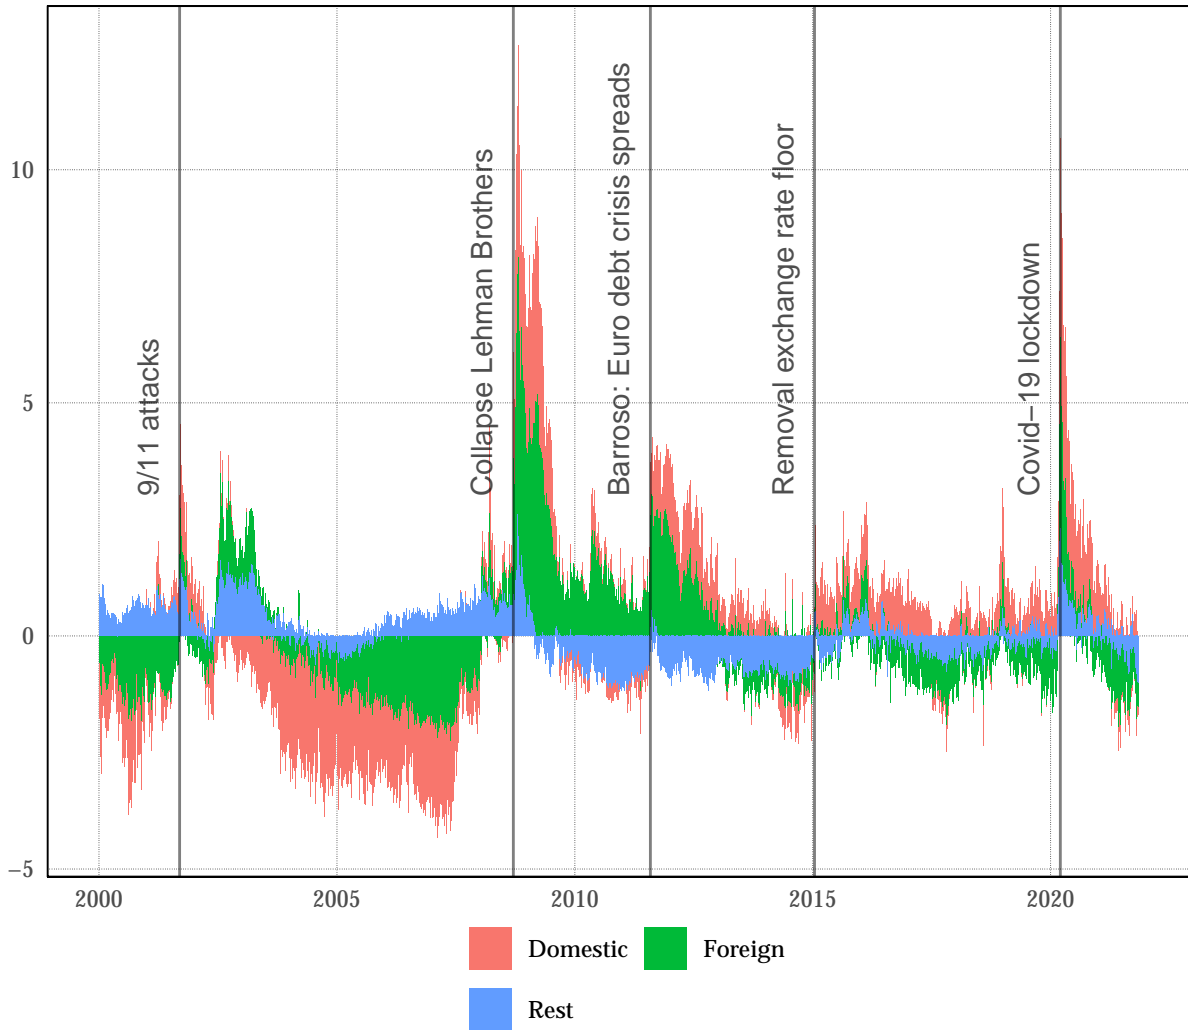 10
5
0
−5
9/11 attacks
Collapse Lehman Brothers
Barroso: Euro debt crisis spreads
Removal exchange rate floor
Covid−19 lockdown
2000 2005 2010 2015 2020
Domestic Foreign
Rest